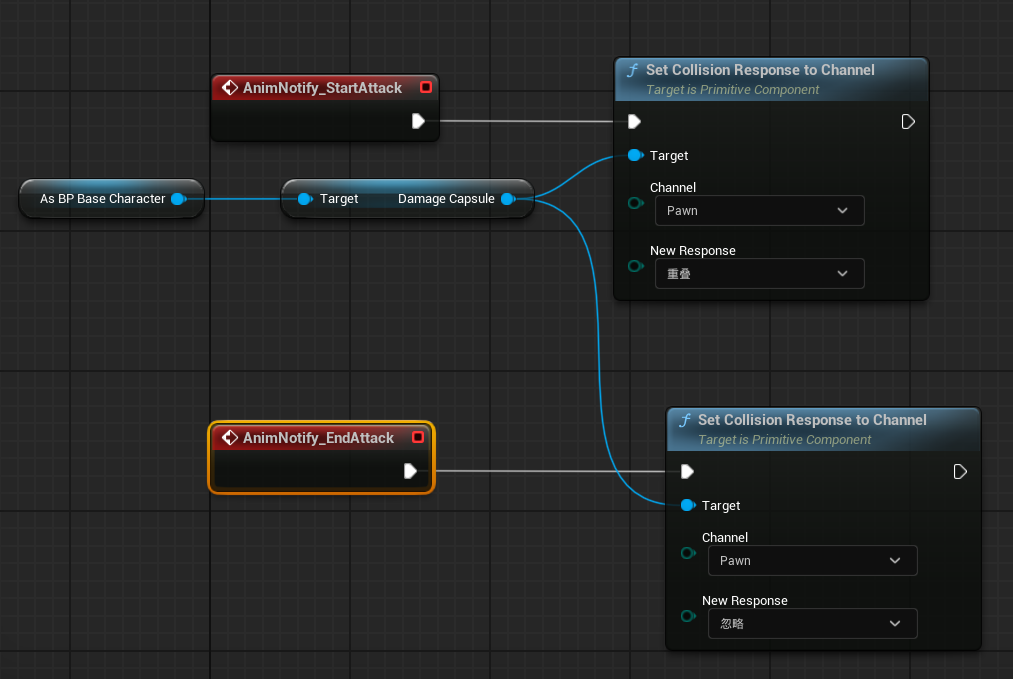 AnimNotify_StartAttack
As BP Base Character
Target
Damage Capsule
Set Collision Response to Channel
Target is Primitive Component
Target
Channel
Pawn
New Response
重叠
AnimNotify_EndAttack
Set Collision Response to Channel
Target is Primitive Component
Target
Channel
Pawn
New Response
忽略